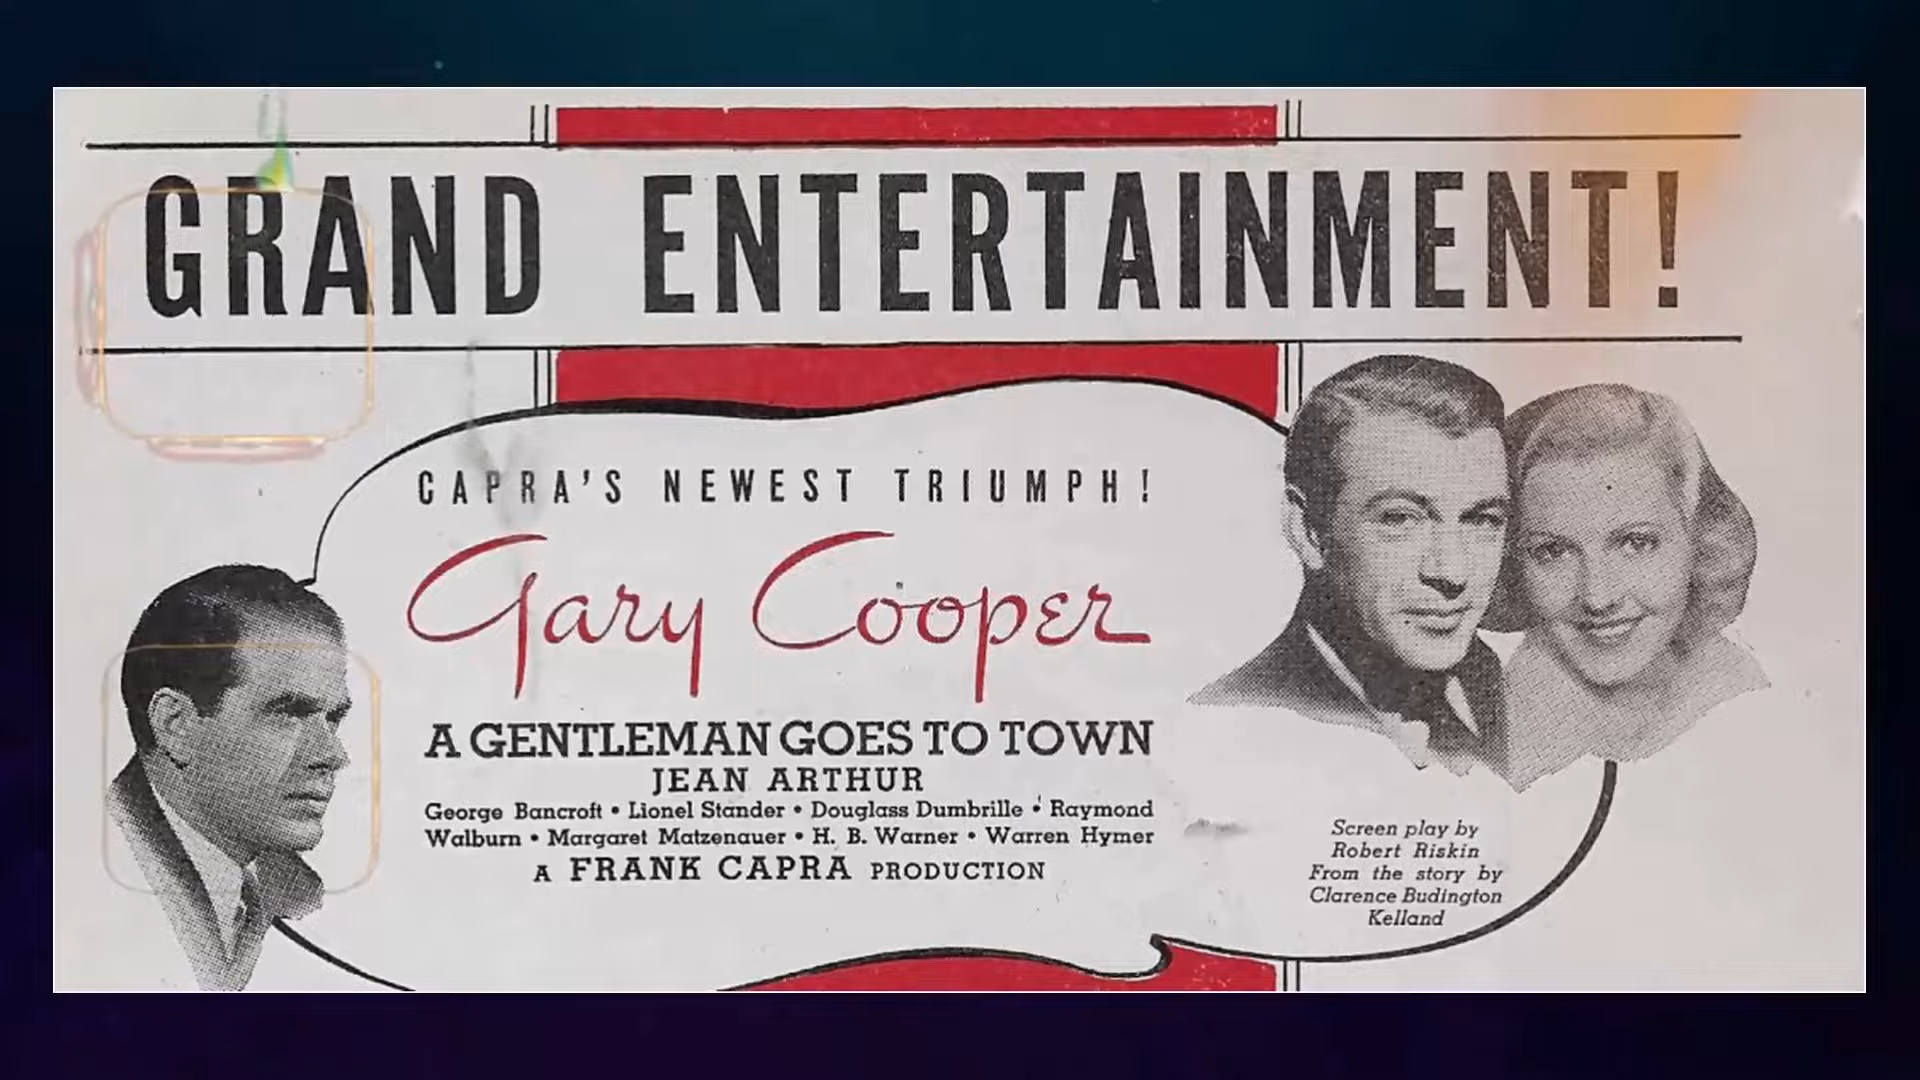 GRAND ENTERTAINMENT!
CAPRA'S NEWEST TRIUMPH!
Gary Cooper
A GENTLEMAN GOES TO TOWN
JEAN ARTHUR
George Bancroft • Lionel Stander • Douglass Dumbrille • Raymond
Walburn • Margaret Matzenauer • H. B. Warner • Warren Hymer
A FRANK CAPRA PRODUCTION
Screen play by
Robert Riskin
From the story by
Clarence Budington
Kelland